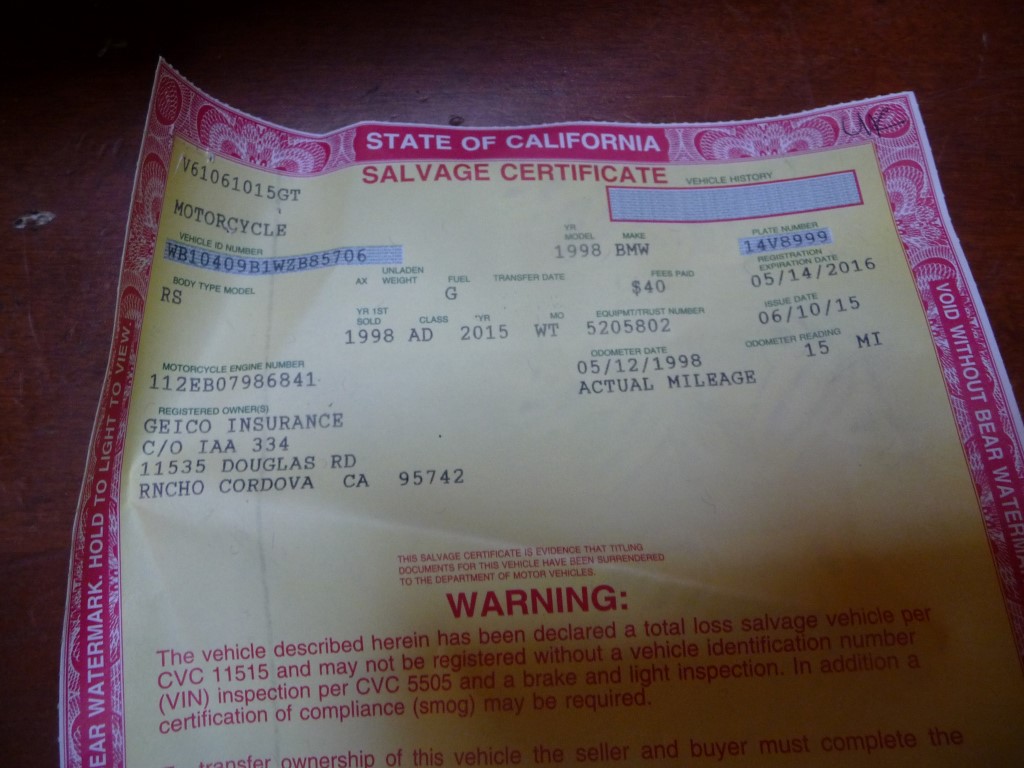 STATE OF CALIFORNIA
SALVAGE CERTIFICATE
VEHICLE HISTORY
V61061015GT
MOTORCYCLE
VEHICLE ID NUMBER YR MODEL MAKE PLATE NUMBER
WB10409B1WZB85706 1998 BMW 14V8999
BODY TYPE MODEL AX UNLADEN WEIGHT FUEL TRANSFER DATE FEES PAID REGISTRATION EXPIRATION DATE
RS G $40 05/14/2016
YR 1ST SOLD CLASS *YR MO EQUIPMT/TRUST NUMBER ISSUE DATE
1998 AD 2015 WT 5205802 06/10/15
MOTORCYCLE ENGINE NUMBER ODOMETER DATE ODOMETER READING
112EB07986841 05/12/1998 15 MI
ACTUAL MILEAGE
REGISTERED OWNER(S)
GEICO INSURANCE
C/O IAA 334
11535 DOUGLAS RD
RNCHO CORDOVA CA 95742
THIS SALVAGE CERTIFICATE IS EVIDENCE THAT TITLING
DOCUMENTS FOR THIS VEHICLE HAVE BEEN SURRENDERED
TO THE DEPARTMENT OF MOTOR VEHICLES.
WARNING:
The vehicle described herein has been declared a total loss salvage vehicle per
CVC 11515 and may not be registered without a vehicle identification number
(VIN) inspection per CVC 5505 and a brake and light inspection. In addition a
certification of compliance (smog) may be required.
transfer ownership of this vehicle the seller and buyer must complete the
EAR WATERMARK. HOLD TO LIGHT TO VIEW.
VOID WITHOUT BEAR WATERM